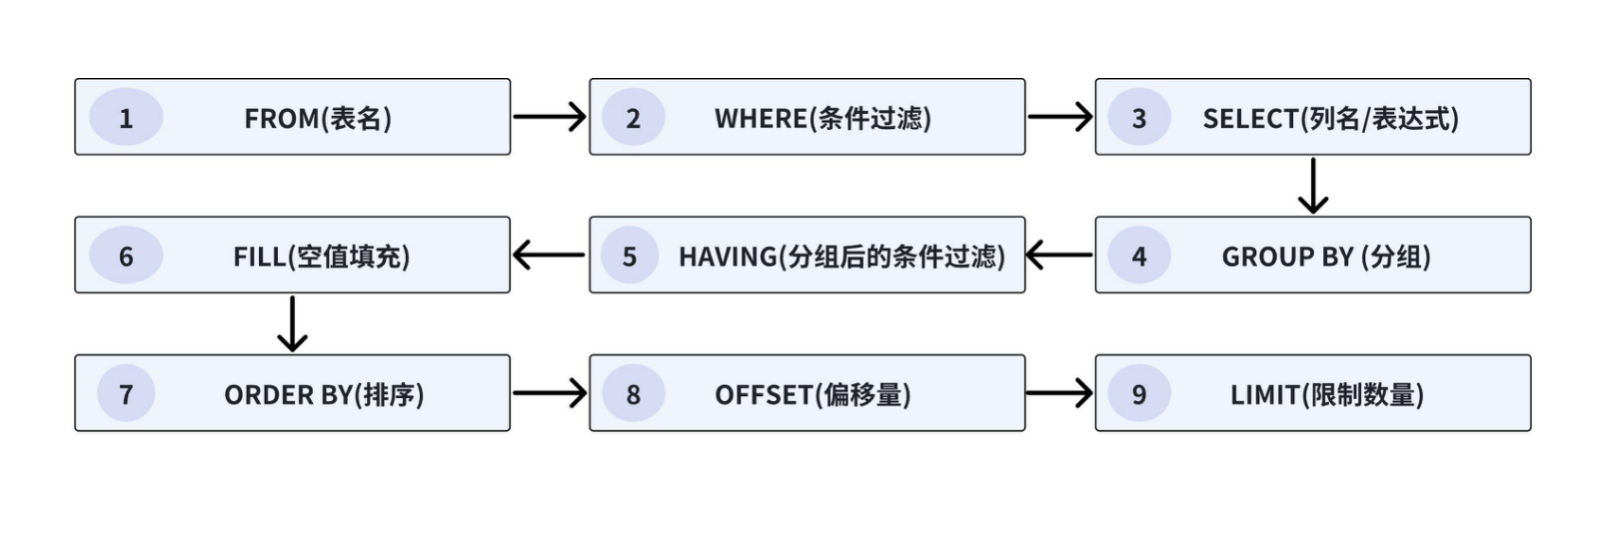 1 FROM(表名)
2 WHERE(条件过滤)
3 SELECT(列名/表达式)
4 GROUP BY (分组)
5 HAVING(分组后的条件过滤)
6 FILL(空值填充)
7 ORDER BY(排序)
8 OFFSET(偏移量)
9 LIMIT(限制数量)